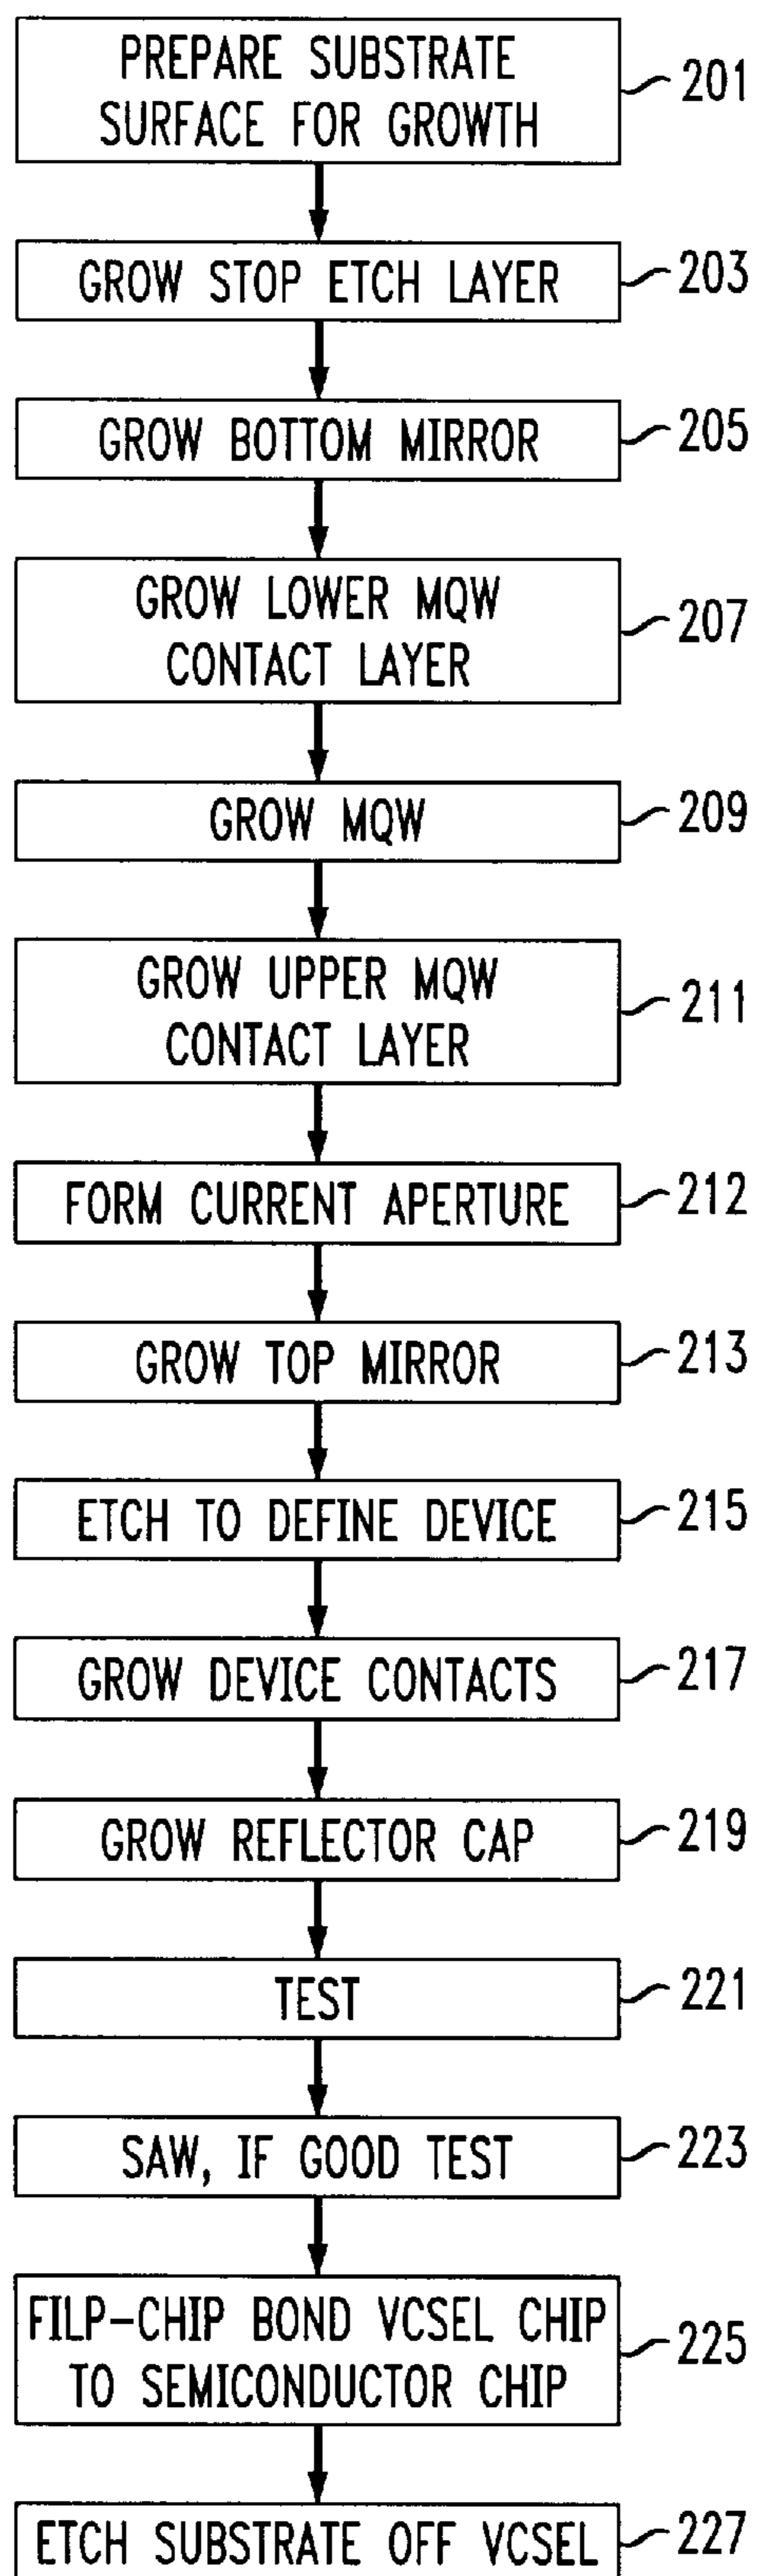 PREPARE SUBSTRATE
SURFACE FOR GROWTH
201
GROW STOP ETCH LAYER
203
GROW BOTTOM MIRROR
205
GROW LOWER MQW
CONTACT LAYER
207
GROW MQW
209
GROW UPPER MQW
CONTACT LAYER
211
FORM CURRENT APERTURE
212
GROW TOP MIRROR
213
ETCH TO DEFINE DEVICE
215
GROW DEVICE CONTACTS
217
GROW REFLECTOR CAP
219
TEST
221
SAW, IF GOOD TEST
223
FILP-CHIP BOND VCSEL CHIP
TO SEMICONDUCTOR CHIP
225
ETCH SUBSTRATE OFF VCSEL
227